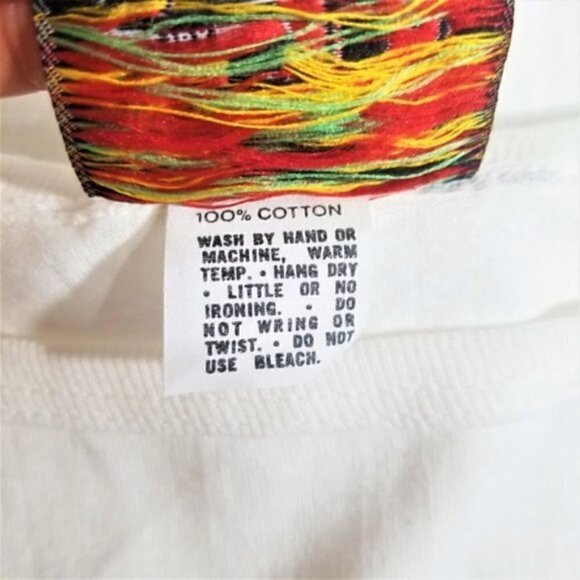 100% COTTON
WASH BY HAND OR
MACHINE, WARM
TEMP. • HANG DRY
• LITTLE OR NO
IRONING. • DO
NOT WRING OR
TWIST. • DO NOT
USE BLEACH.